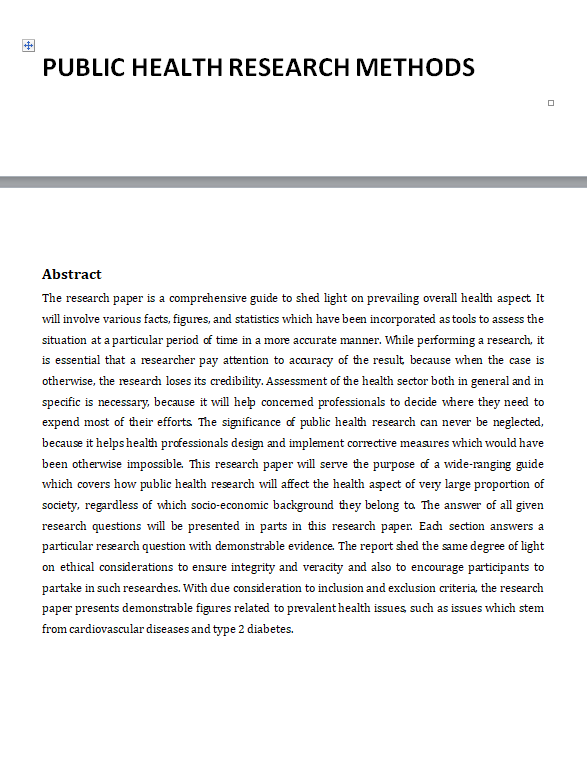 PUBLIC HEALTH RESEARCH METHODS
Abstract
The research paper is a comprehensive guide to shed light on prevailing overall health aspect. It
will involve various facts, figures, and statistics which have been incorporated as tools to assess the
situation at a particular period of time in a more accurate manner. While performing a research, it
is essential that a researcher pay attention to accuracy of the result, because when the case is
otherwise, the research loses its credibility. Assessment of the health sector both in general and in
specific is necessary, because it will help concerned professionals to decide where they need to
expend most of their efforts. The significance of public health research can never be neglected,
because it helps health professionals design and implement corrective measures which would have
been otherwise impossible. This research paper will serve the purpose of a wide-ranging guide
which covers how public health research will affect the health aspect of very large proportion of
society, regardless of which socio-economic background they belong to. The answer of all given
research questions will be presented in parts in this research paper. Each section answers a
particular research question with demonstrable evidence. The report shed the same degree of light
on ethical considerations to ensure integrity and veracity and also to encourage participants to
partake in such researches. With due consideration to inclusion and exclusion criteria, the research
paper presents demonstrable figures related to prevalent health issues, such as issues which stem
from cardiovascular diseases and type 2 diabetes.